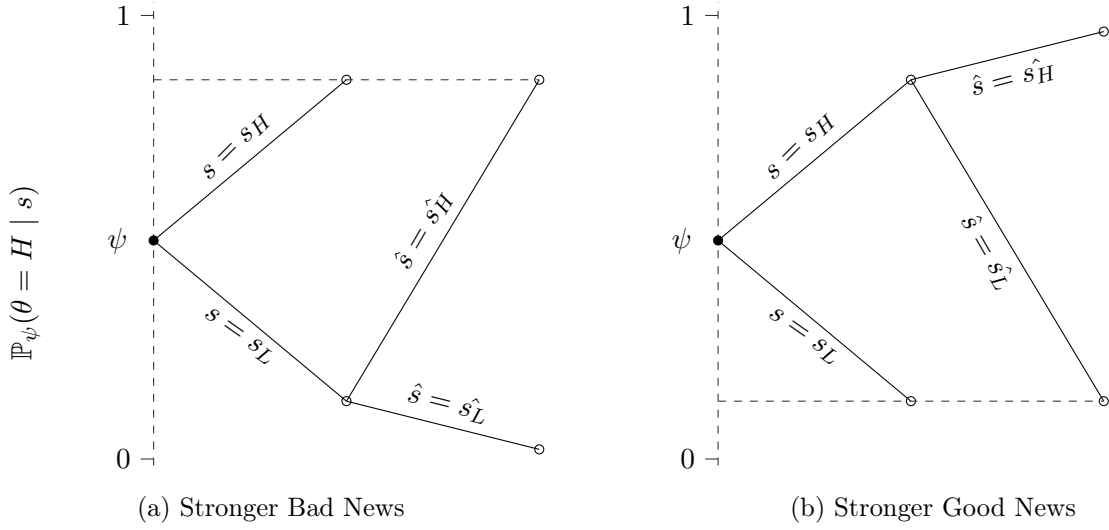 1
s = s_H
ŝ = ŝ_H
ψ
s = s_L
ŝ = ŝ_L
0
ℙ_ψ(θ = H | s)
(a) Stronger Bad News
1
ŝ = ŝ_H
s = s_H
ψ
ŝ = ŝ_L
s = s_L
0
(b) Stronger Good News